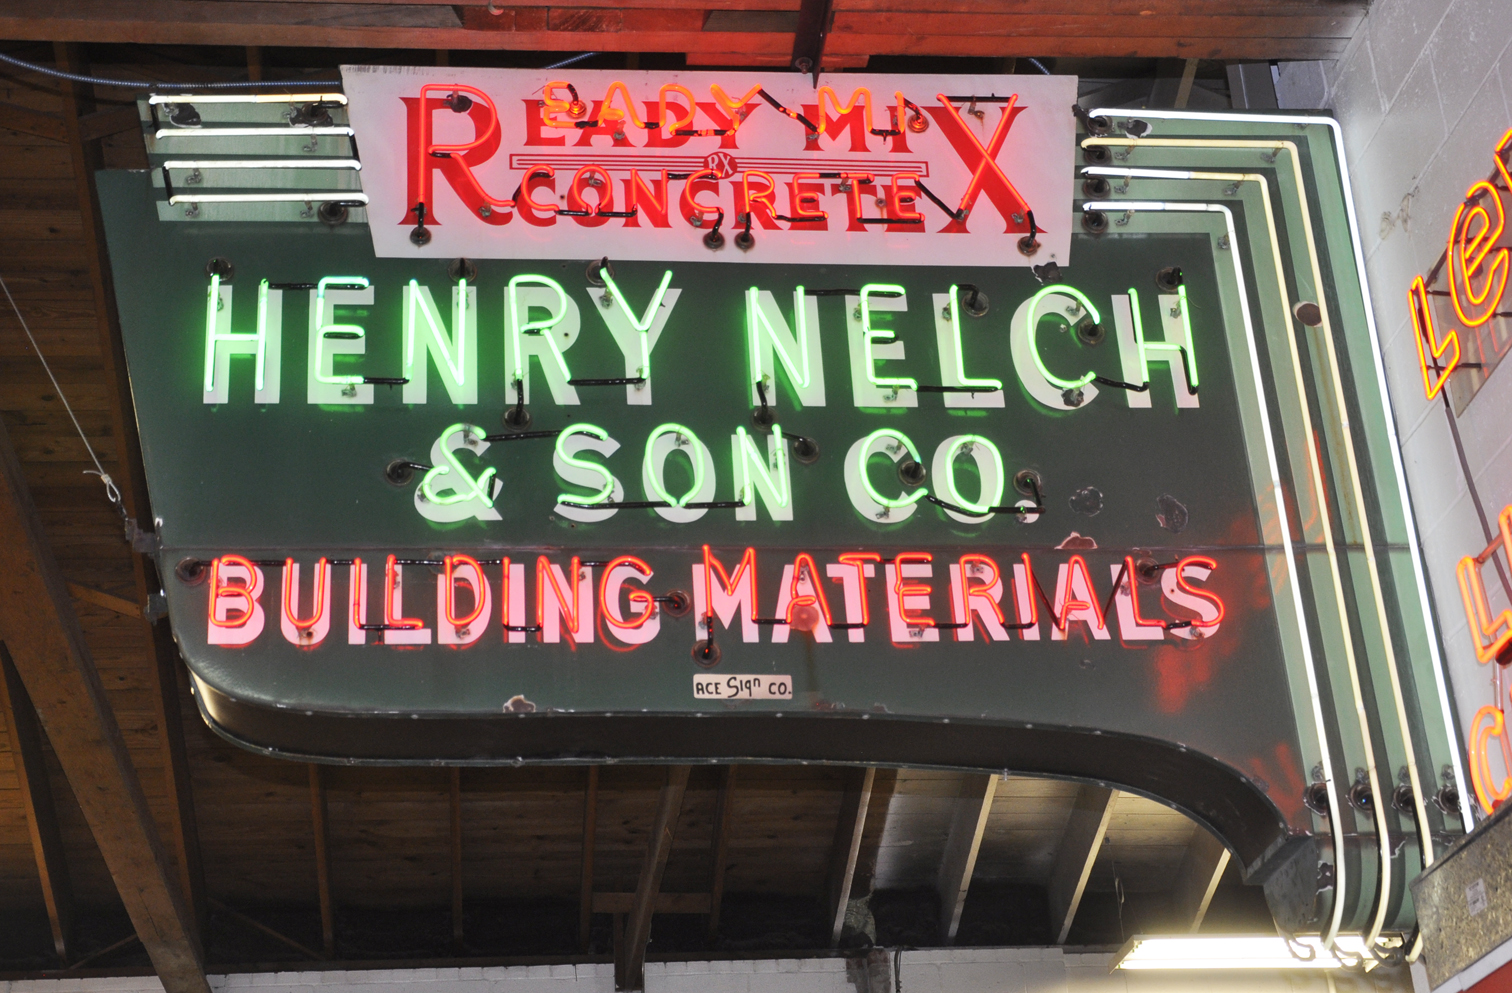 READY MIX
RX
CONCRETE
HENRY NELCH
& SON CO.
BUILDING MATERIALS
ACE Sign CO.